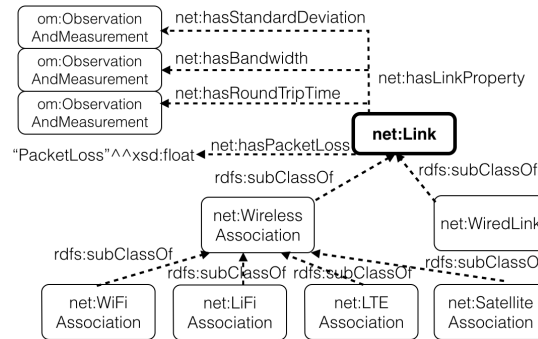 om:Observation
AndMeasurement
net:hasStandardDeviation
om:Observation
AndMeasurement
net:hasBandwidth
net:hasLinkProperty
om:Observation
AndMeasurement
net:hasRoundTripTime
net:Link
"PacketLoss"^^xsd:float
net:hasPacketLoss
rdfs:subClassOf
rdfs:subClassOf
net:Wireless
Association
net:WiredLink
rdfs:subClassOf
rdfs:subClassOf
rdfs:subClassOf
rdfs:subClassO
net:WiFi
Association
net:LiFi
Association
net:LTE
Association
net:Satellite
Association